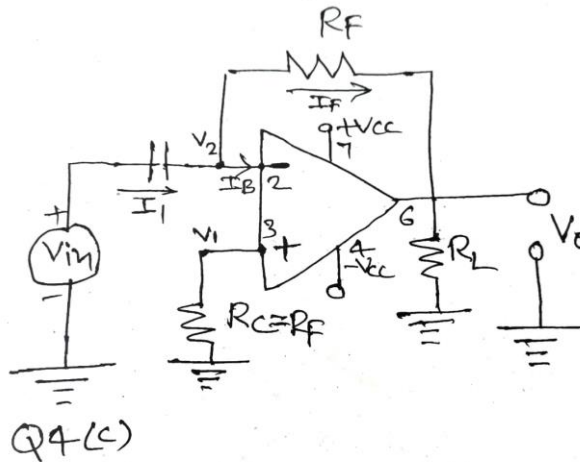 RF
IF
+VCC
7
V2
I1
IB
2
-
6
V1
3
+
4
-VCC
+
Vin
-
RC=RF
RL
Q4(C)